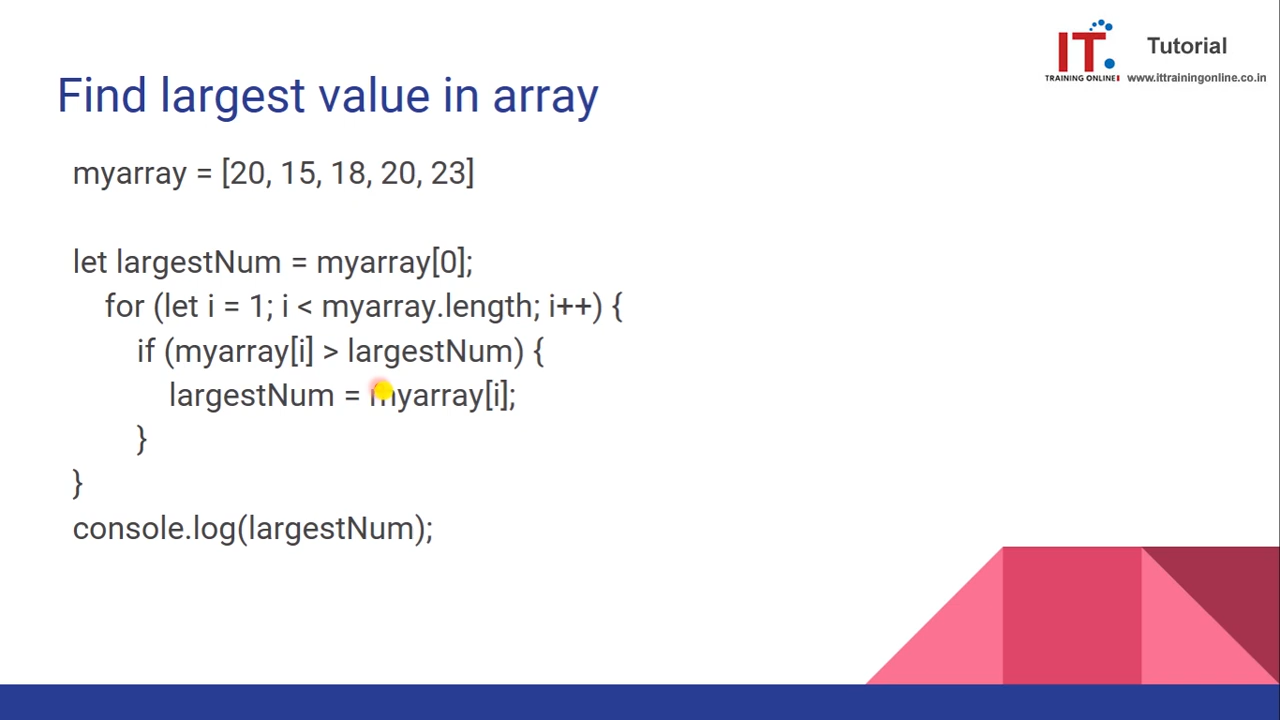 IT.
TRAINING ONLINE
Tutorial
www.ittrainingonline.co.in
Find largest value in array
myarray = [20, 15, 18, 20, 23]
let largestNum = myarray[0];
for (let i = 1; i < myarray.length; i++) {
if (myarray[i] > largestNum) {
largestNum = myarray[i];
}
}
console.log(largestNum);